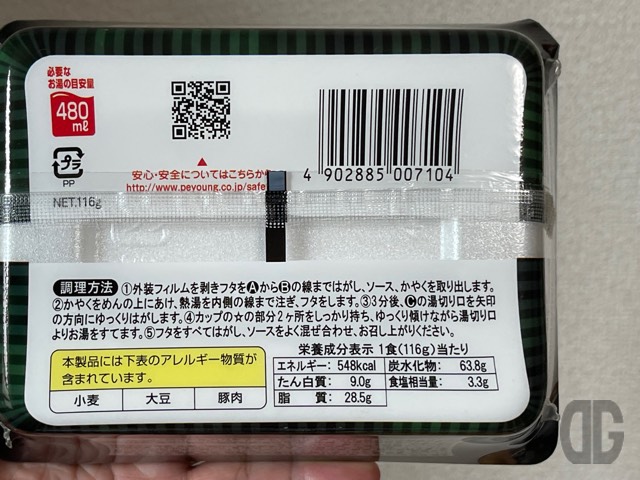 必要な
お湯の目安量
480
mℓ
プラ
PP
NET.116g
安心・安全についてはこちらから
http://www.peyoung.co.jp/safe
4 902885 007104
調理方法 ①外装フィルムを剥きフタをⒶからⒷの線まではがし、ソース、かやくを取り出します。
②かやくをめんの上にあけ、熱湯を内側の線まで注ぎ、フタをします。③3分後、Ⓒの湯切り口を矢印
の方向にゆっくりはがします。④カップの☆の部分2ヶ所をしっかり持ち、ゆっくり傾けながら湯切り口
よりお湯をすてます。⑤フタをすべてはがし、ソースをよく混ぜ合わせ、お召し上がりください。
本製品には下表のアレルギー物質が
含まれています。
小麦 大豆 豚肉
栄養成分表示 1食(116g)当たり
エネルギー: 548kcal 炭水化物: 63.8g
たん白質: 9.0g 食塩相当量: 3.3g
脂質: 28.5g
DG